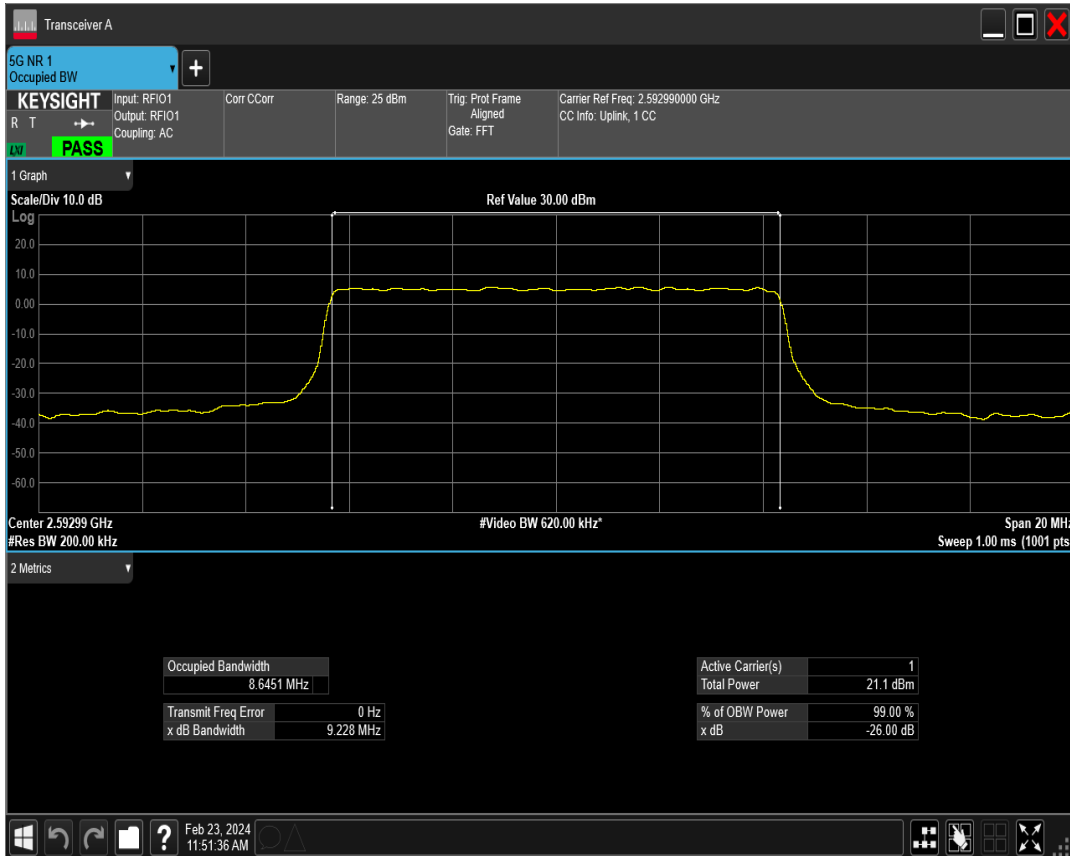 Transceiver A
5G NR 1
Occupied BW
KEYSIGHT
R T
LXI
PASS
Input: RFIO1
Output: RFIO1
Coupling: AC
Corr CCorr
Range: 25 dBm
Trig: Prot Frame
Aligned
Gate: FFT
Carrier Ref Freq: 2.592990000 GHz
CC Info: Uplink, 1 CC
1 Graph
Scale/Div 10.0 dB
Ref Value 30.00 dBm
Log
20.0
10.0
0.00
-10.0
-20.0
-30.0
-40.0
-50.0
-60.0
Center 2.59299 GHz
#Video BW 620.00 kHz*
Span 20 MHz
#Res BW 200.00 kHz
Sweep 1.00 ms (1001 pts
2 Metrics
Occupied Bandwidth
8.6451 MHz
Transmit Freq Error 0 Hz
x dB Bandwidth 9.228 MHz
Active Carrier(s) 1
Total Power 21.1 dBm
% of OBW Power 99.00 %
x dB -26.00 dB
?
Feb 23, 2024
11:51:36 AM